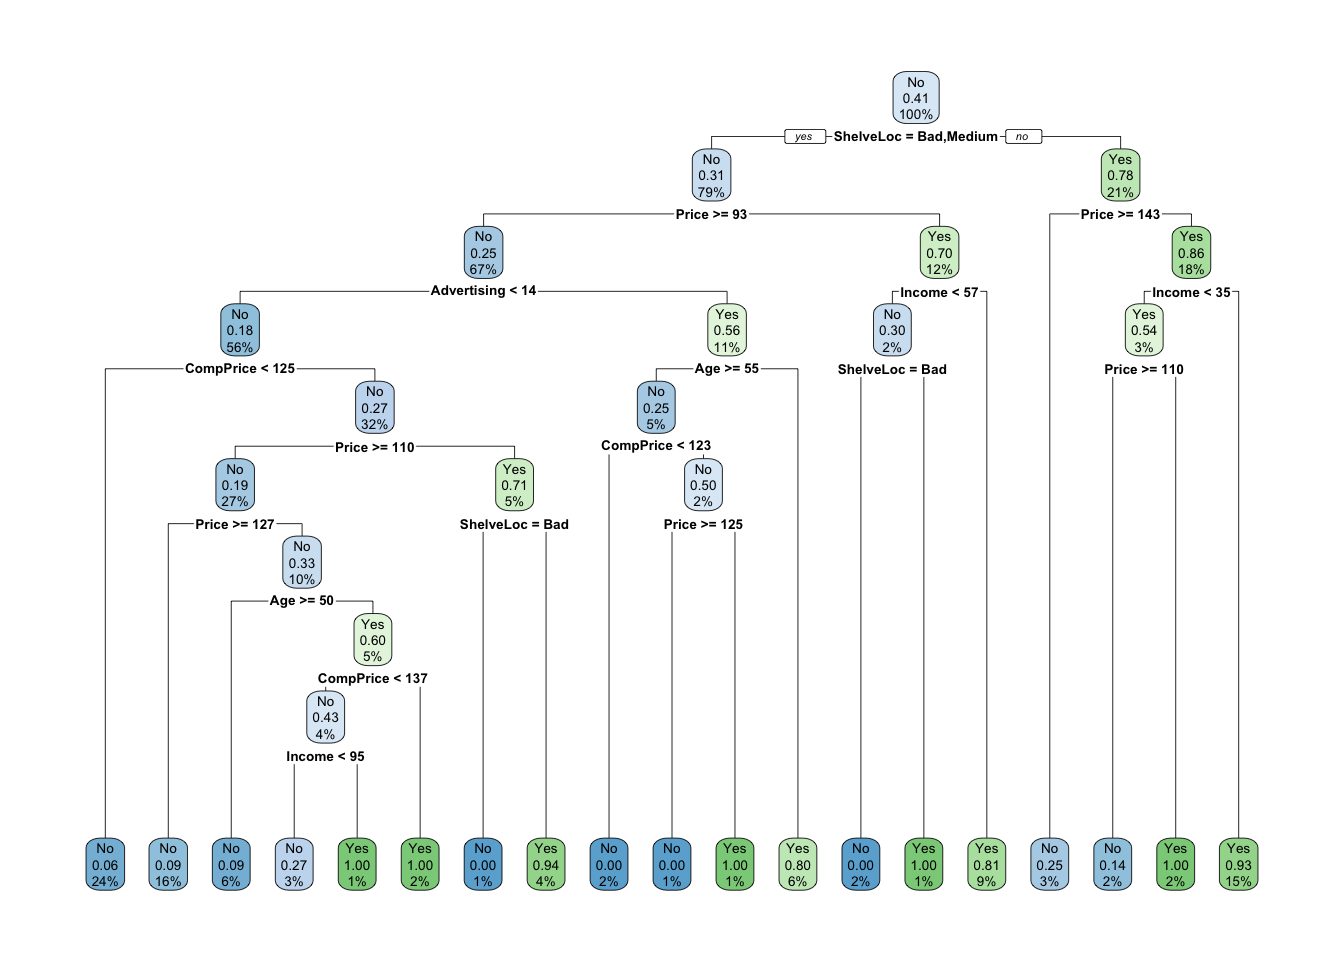 No
0.41
100%
yes
ShelveLoc = Bad,Medium
no
No
0.31
79%
Yes
0.78
21%
Price >= 93
Price >= 143
No
0.25
67%
Yes
0.70
12%
Yes
0.86
18%
Advertising < 14
Income < 57
Income < 35
No
0.18
56%
Yes
0.56
11%
No
0.30
2%
Yes
0.54
3%
CompPrice < 125
Age >= 55
ShelveLoc = Bad
Price >= 110
No
0.27
32%
No
0.25
5%
Price >= 110
CompPrice < 123
No
0.19
27%
Yes
0.71
5%
No
0.50
2%
Price >= 127
ShelveLoc = Bad
Price >= 125
No
0.33
10%
Age >= 50
Yes
0.60
5%
CompPrice < 137
No
0.43
4%
Income < 95
No
0.06
24%
No
0.09
16%
No
0.09
6%
No
0.27
3%
Yes
1.00
1%
Yes
1.00
2%
No
0.00
1%
Yes
0.94
4%
No
0.00
2%
No
0.00
1%
Yes
1.00
1%
Yes
0.80
6%
No
0.00
2%
Yes
1.00
1%
Yes
0.81
9%
No
0.25
3%
No
0.14
2%
Yes
1.00
2%
Yes
0.93
15%